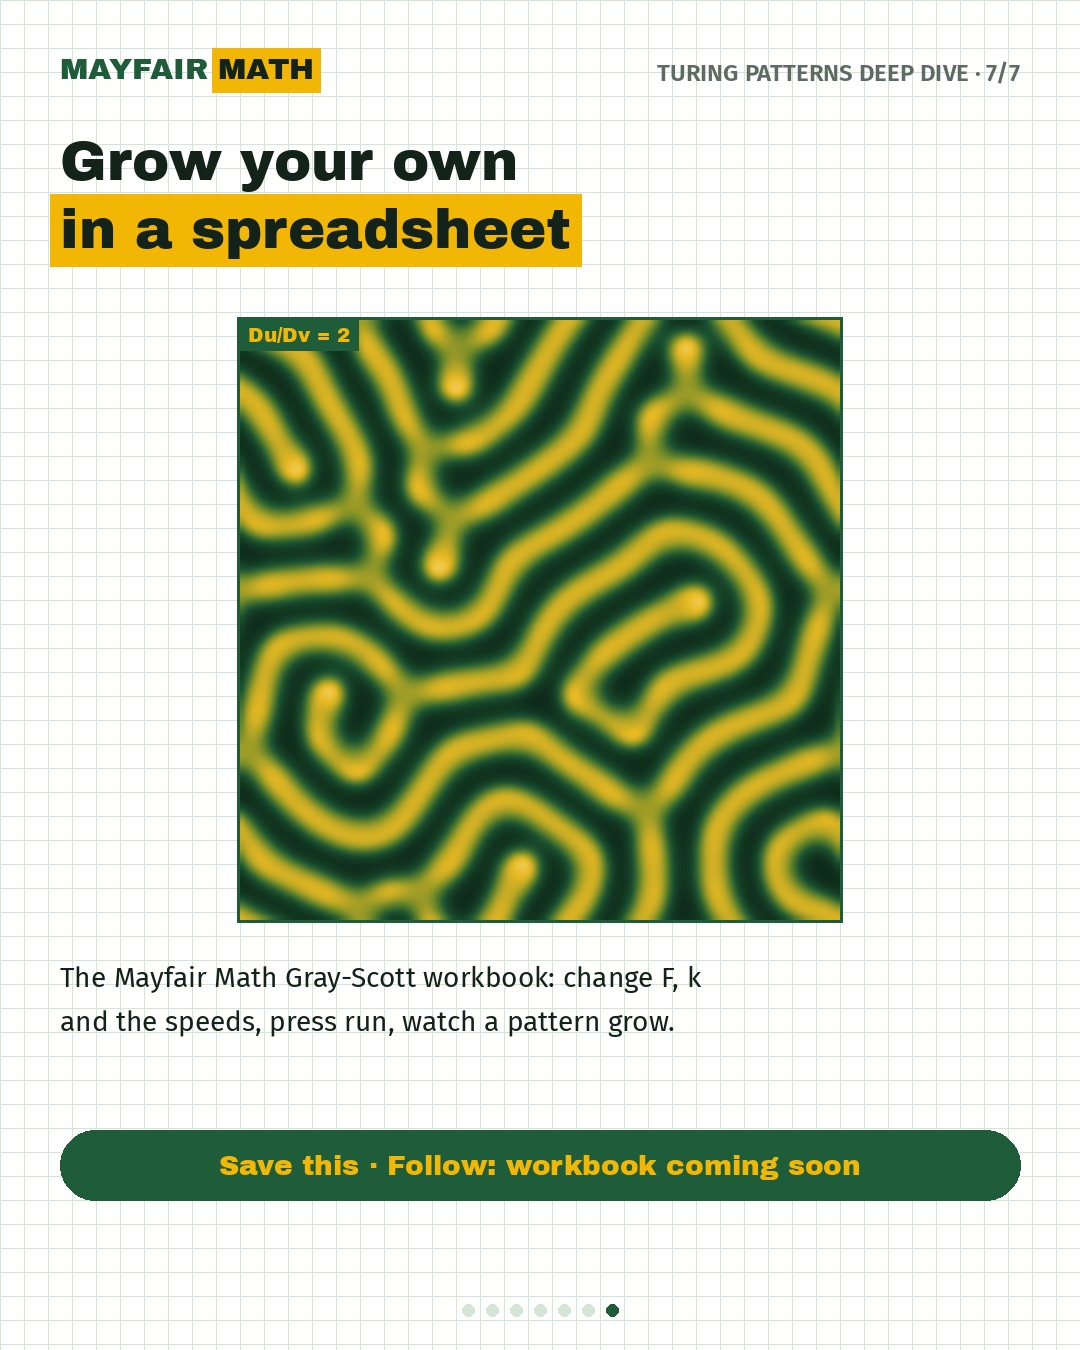 MAYFAIR MATH
TURING PATTERNS DEEP DIVE · 7/7
Grow your own
in a spreadsheet
Du/Dv = 2
The Mayfair Math Gray-Scott workbook: change F, k
and the speeds, press run, watch a pattern grow.
Save this · Follow: workbook coming soon